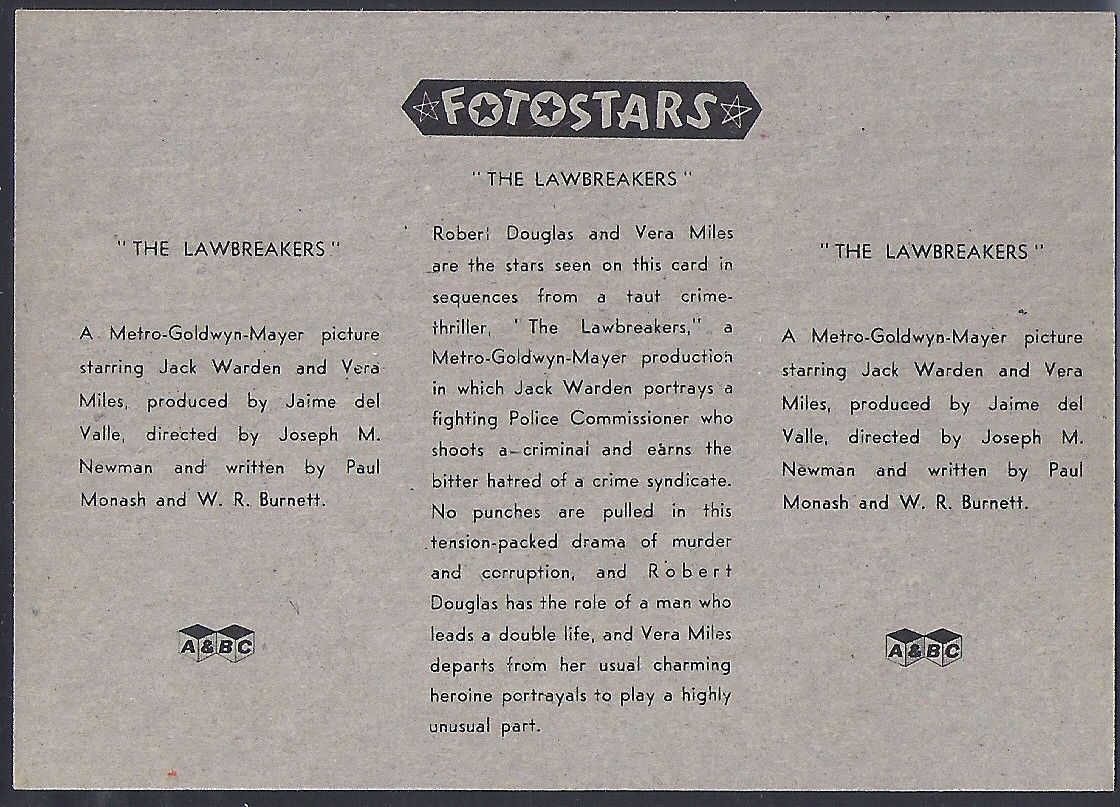 FOTOSTARS
"THE LAWBREAKERS"
A Metro-Goldwyn-Mayer picture
starring Jack Warden and Vera
Miles, produced by Jaime del
Valle, directed by Joseph M.
Newman and written by Paul
Monash and W. R. Burnett.
A&BC
"THE LAWBREAKERS"
Robert Douglas and Vera Miles
are the stars seen on this card in
sequences from a taut crime-
thriller, "The Lawbreakers," a
Metro-Goldwyn-Mayer production
in which Jack Warden portrays a
fighting Police Commissioner who
shoots a criminal and earns the
bitter hatred of a crime syndicate.
No punches are pulled in this
tension-packed drama of murder
and corruption, and Robert
Douglas has the role of a man who
leads a double life, and Vera Miles
departs from her usual charming
heroine portrayals to play a highly
unusual part.
"THE LAWBREAKERS"
A Metro-Goldwyn-Mayer picture
starring Jack Warden and Vera
Miles, produced by Jaime del
Valle, directed by Joseph M.
Newman and written by Paul
Monash and W. R. Burnett.
A&BC